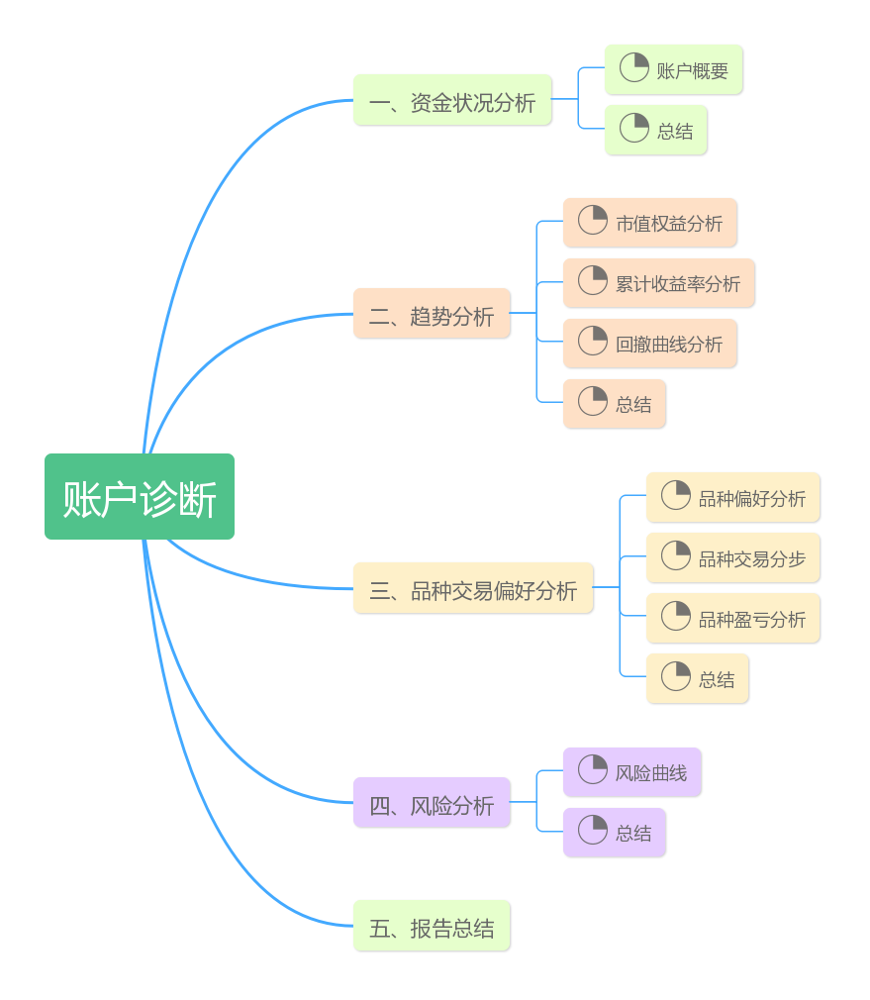 账户诊断
一、资金状况分析
账户概要
总结
二、趋势分析
市值权益分析
累计收益率分析
回撤曲线分析
总结
三、品种交易偏好分析
品种偏好分析
品种交易分步
品种盈亏分析
总结
四、风险分析
风险曲线
总结
五、报告总结